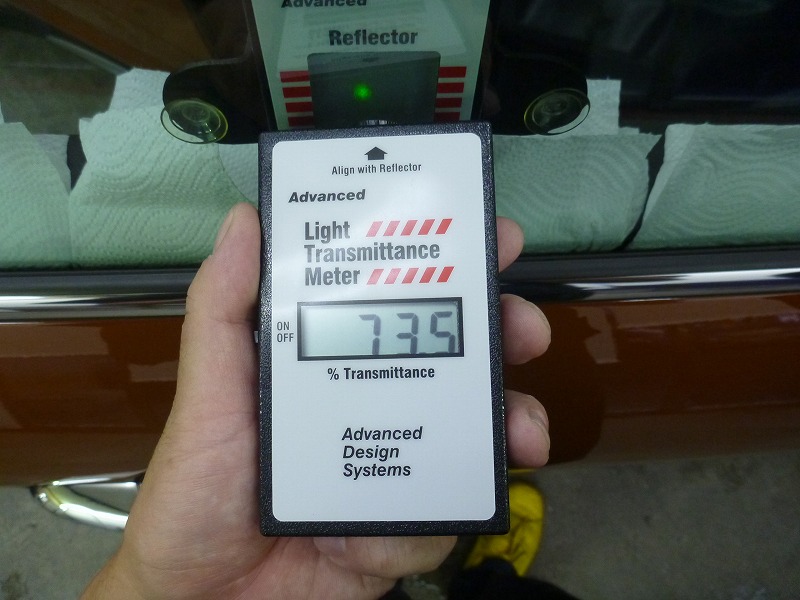 Advanced
Reflector
Align with Reflector
Advanced
Light
Transmittance
Meter
73.5
ON
OFF
% Transmittance
Advanced
Design
Systems